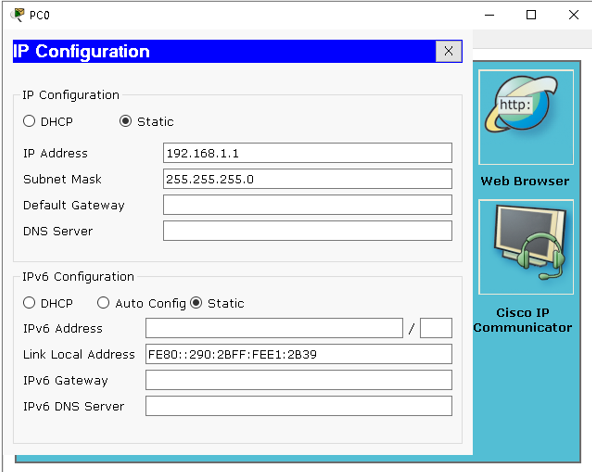 PC0
IP Configuration X
IP Configuration
DHCP Static
IP Address 192.168.1.1
Subnet Mask 255.255.255.0
Default Gateway
DNS Server
IPv6 Configuration
DHCP Auto Config Static
IPv6 Address /
Link Local Address FE80::290:2BFF:FEE1:2B39
IPv6 Gateway
IPv6 DNS Server
http:
Web Browser
Cisco IP
Communicator